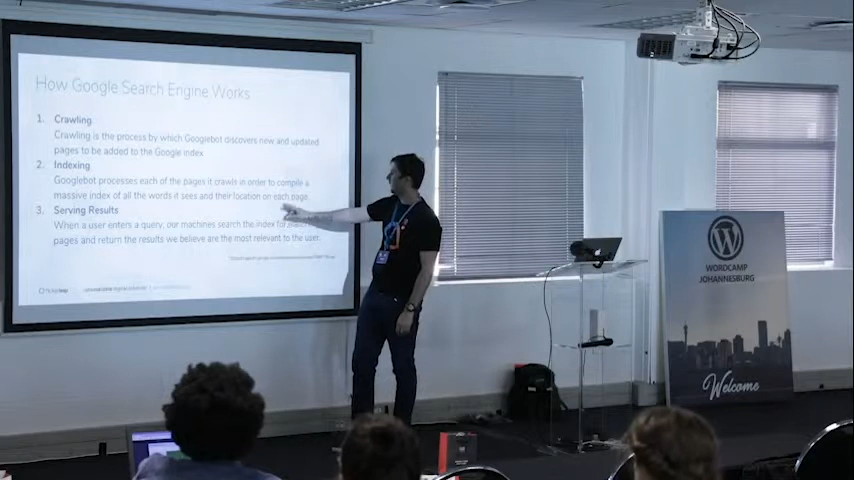 How Google Search Engine Works
1. Crawling
Crawling is the process by which Googlebot discovers new and updated
pages to be added to the Google index
2. Indexing
Googlebot processes each of the pages it crawls in order to compile a
massive index of all the words it sees and their location on each page.
3. Serving Results
When a user enters a query, our machines search the index for
pages and return the results we believe are the most relevant to the user.
WORDCAMP
JOHANNESBURG
Welcome